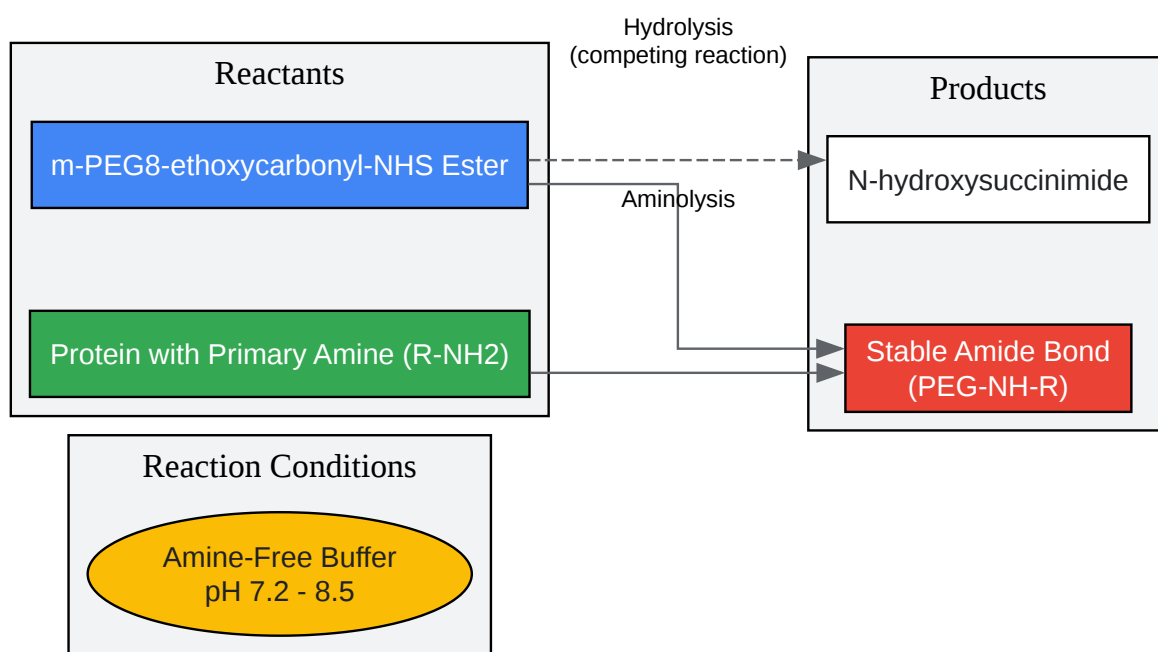 Hydrolysis
(competing reaction)
Reactants
Products
m-PEG8-ethoxycarbonyl-NHS Ester
N-hydroxysuccinimide
Aminolysis
Protein with Primary Amine (R-NH2)
Stable Amide Bond
(PEG-NH-R)
Reaction Conditions
Amine-Free Buffer
pH 7.2 - 8.5